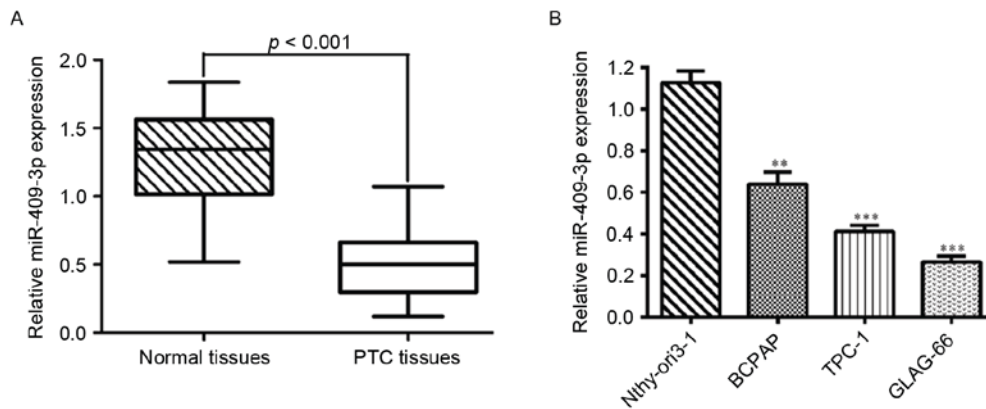 A
p < 0.001
Relative miR-409-3p expression
2.0
1.5
1.0
0.5
0.0
Normal tissues
PTC tissues
B
Relative miR-409-3p expression
1.2
1.0
0.8
0.6
0.4
0.2
0.0
**
***
***
Nthy-ori3-1
BCPAP
TPC-1
GLAG-66